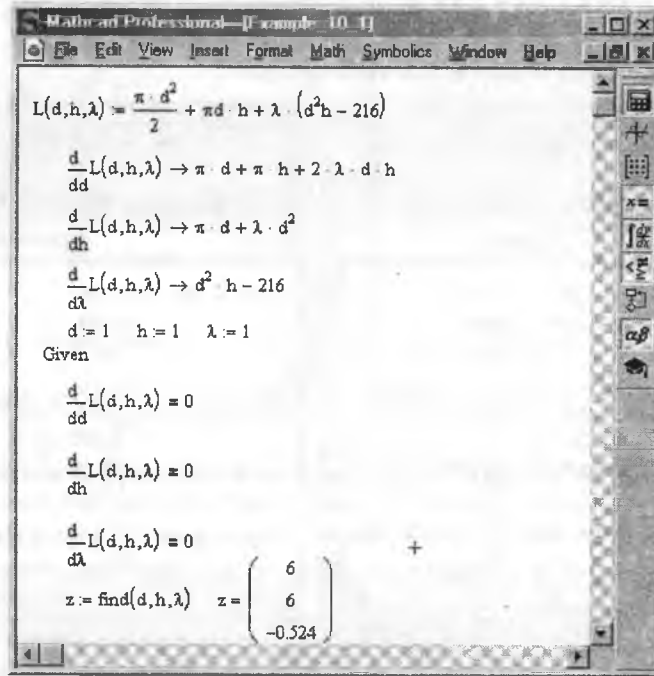 Mathcad Professional—[Example_10_1]
File Edit View Insert Format Math Symbolics Window Help
L(d,h,λ) := π · d² / 2 + πd · h + λ · (d²h − 216)
d/dd L(d,h,λ) → π · d + π · h + 2 · λ · d · h
d/dh L(d,h,λ) → π · d + λ · d²
d/dλ L(d,h,λ) → d² · h − 216
d := 1 h := 1 λ := 1
Given
d/dd L(d,h,λ) = 0
d/dh L(d,h,λ) = 0
d/dλ L(d,h,λ) = 0
z := find(d,h,λ) z = ( 6
6
−0.524 )